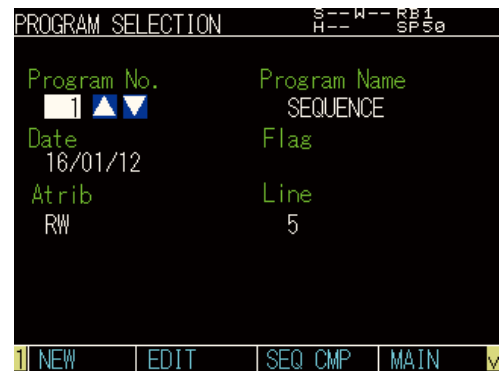 PROGRAM SELECTION S--W-- RB1
H-- SP50
Program No. Program Name
1 SEQUENCE
Date Flag
16/01/12
Atrib Line
RW 5
1 NEW EDIT SEQ CMP MAIN